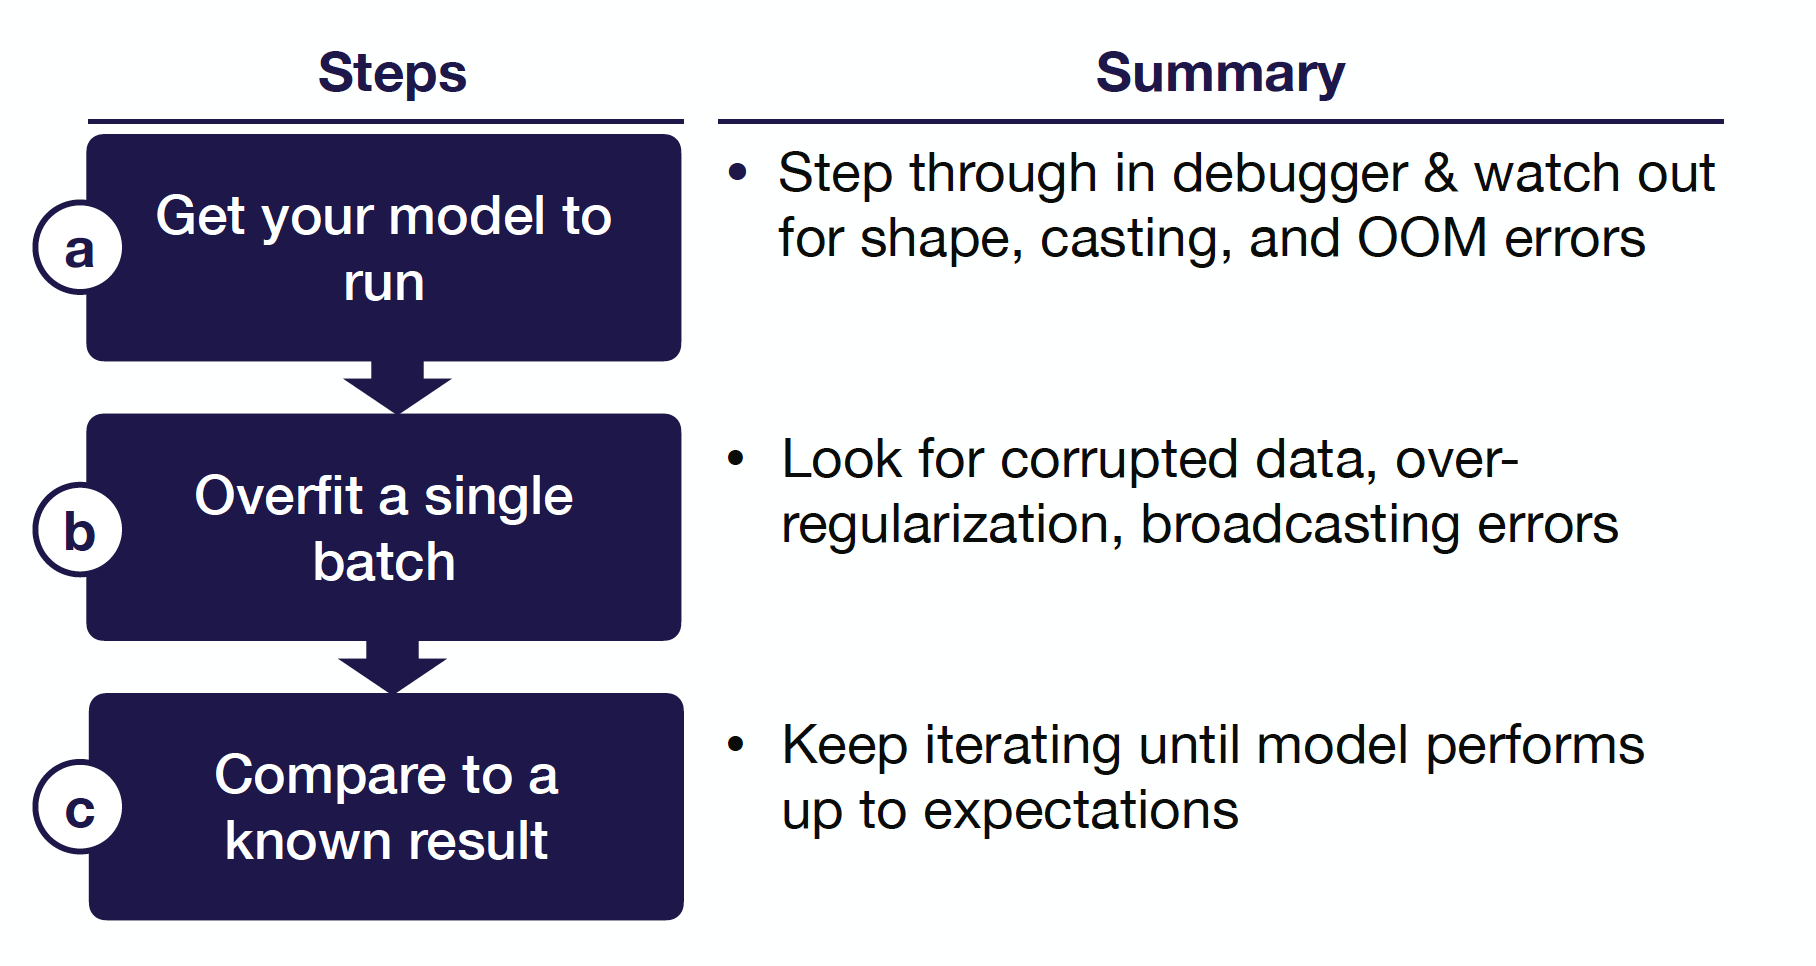 Steps
Summary
a
Get your model to
run
Step through in debugger & watch out
for shape, casting, and OOM errors
b
Overfit a single
batch
Look for corrupted data, over-
regularization, broadcasting errors
c
Compare to a
known result
Keep iterating until model performs
up to expectations